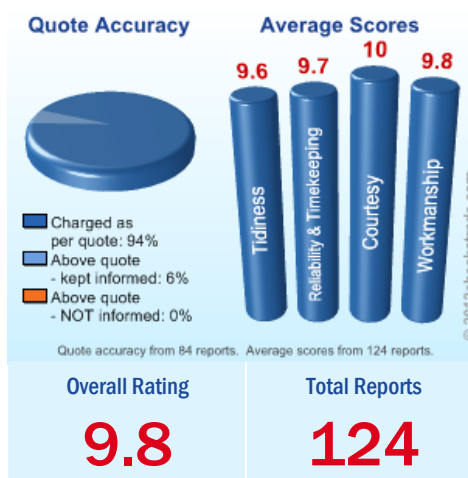 Quote Accuracy
Average Scores
9.6
9.7
10
9.8
Tidiness
Reliability & Timekeeping
Courtesy
Workmanship
Charged as
per quote: 94%
Above quote
- kept informed: 6%
Above quote
- NOT informed: 0%
Quote accuracy from 84 reports. Average scores from 124 reports.
Overall Rating
Total Reports
9.8
124